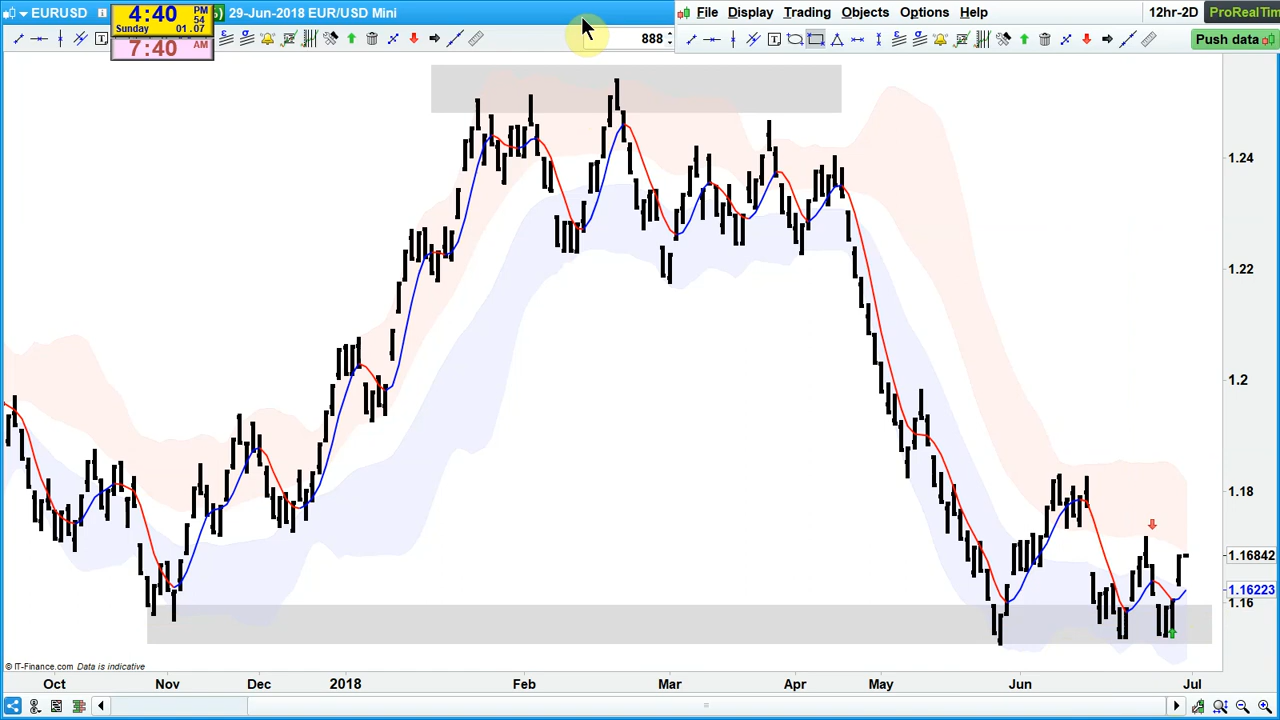 EURUSD
4:40 PM 54
Sunday 01.07
7:40 AM
29-Jun-2018 EUR/USD Mini
File Display Trading Objects Options Help
12hr-2D
ProRealTim
888
Push data
1.24
1.22
1.2
1.18
1.16842
1.16223
1.16
© IT-Finance.com Data is indicative
Oct Nov Dec 2018 Feb Mar Apr May Jun Jul